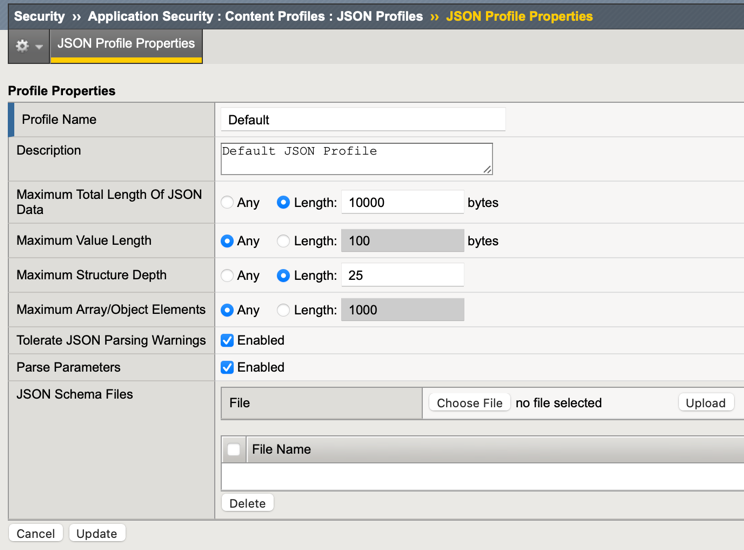 Security ›› Application Security : Content Profiles : JSON Profiles ›› JSON Profile Properties
JSON Profile Properties
Profile Properties
Profile Name Default
Description Default JSON Profile
Maximum Total Length Of JSON
Data Any Length: 10000 bytes
Maximum Value Length Any Length: 100 bytes
Maximum Structure Depth Any Length: 25
Maximum Array/Object Elements Any Length: 1000
Tolerate JSON Parsing Warnings Enabled
Parse Parameters Enabled
JSON Schema Files
File Choose File no file selected Upload
File Name
Delete
Cancel Update